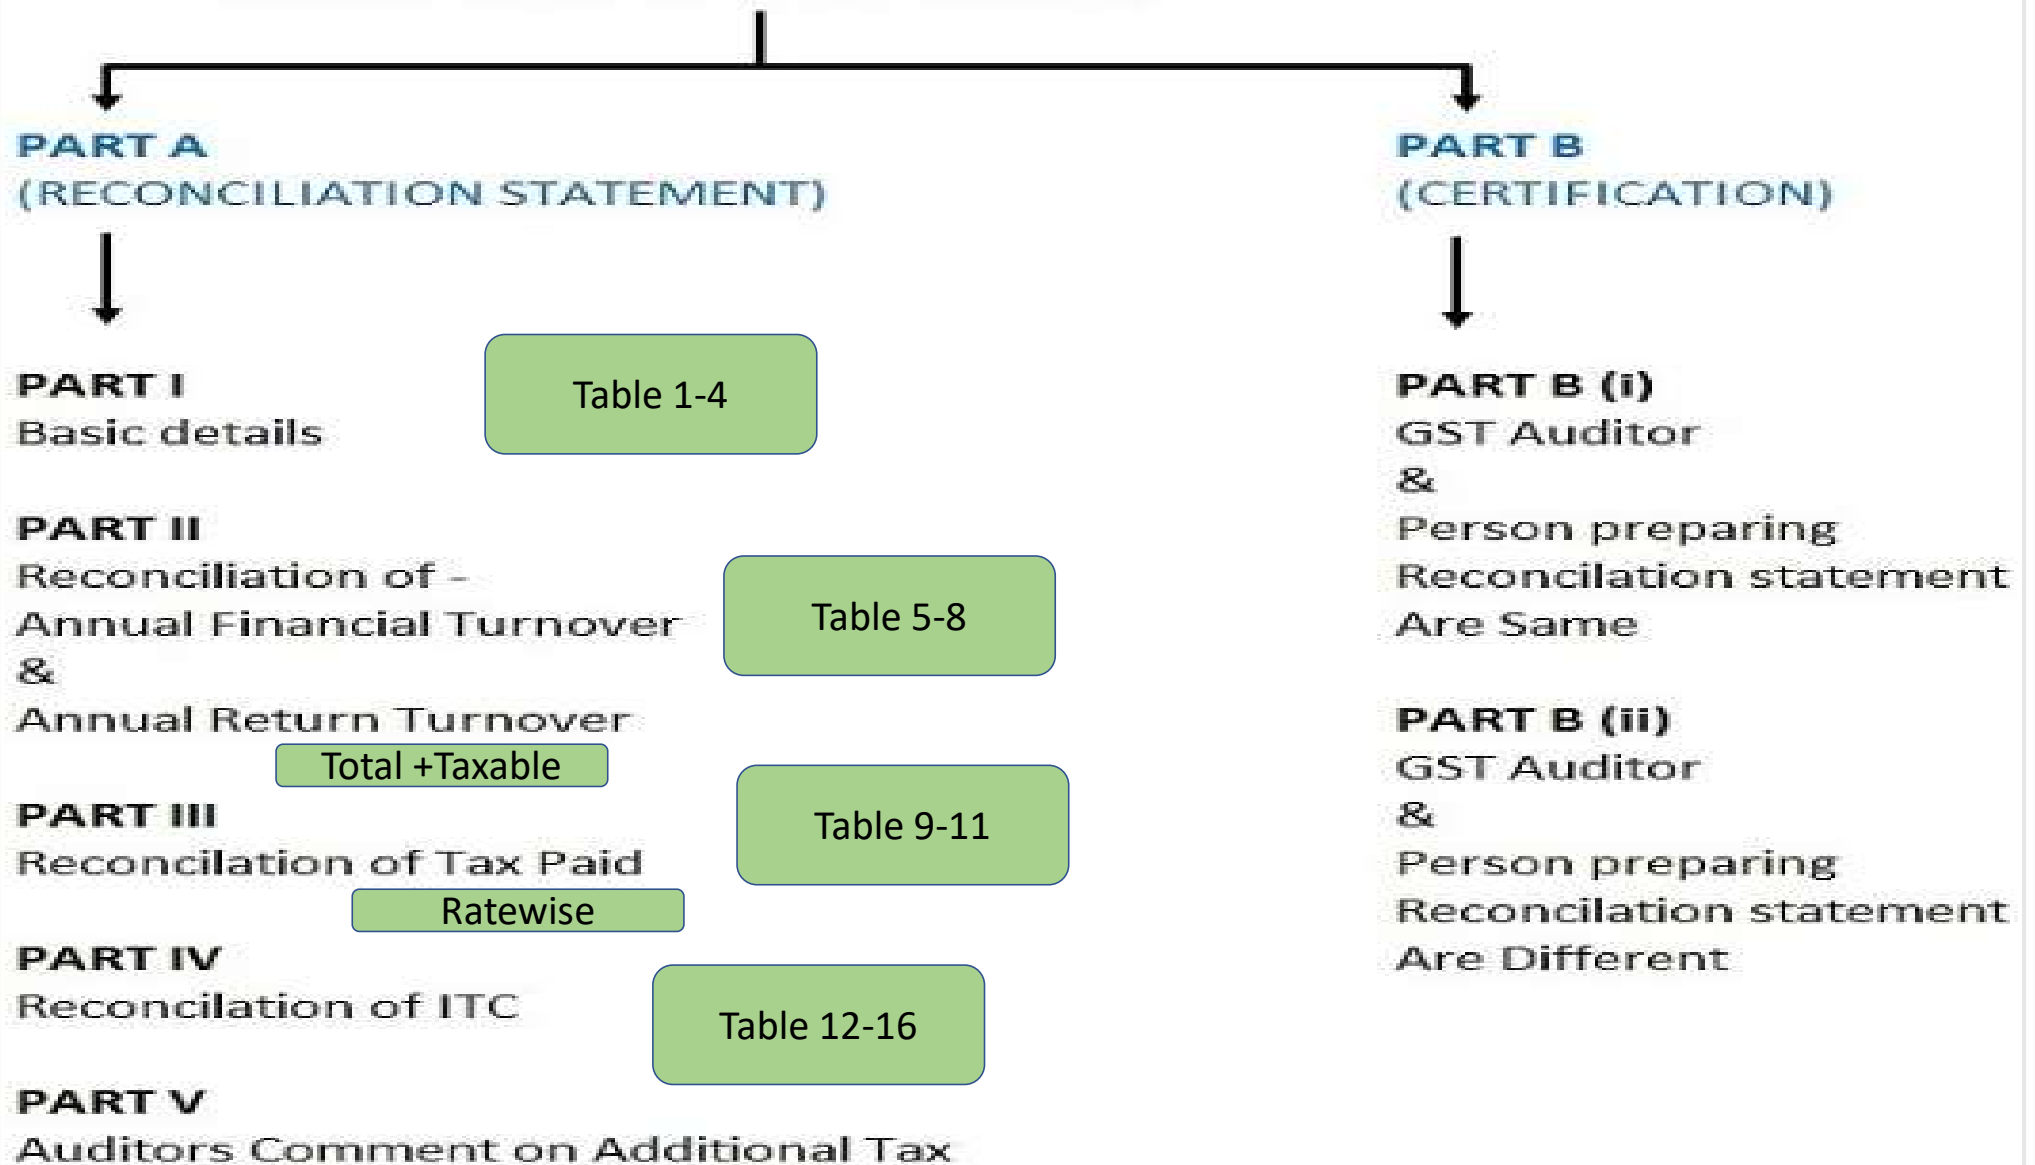 PART A
(RECONCILIATION STATEMENT)
PART I
Basic details
Table 1-4
PART II
Reconciliation of -
Annual Financial Turnover
&
Annual Return Turnover
Table 5-8
Total +Taxable
PART III
Reconcilation of Tax Paid
Table 9-11
Ratewise
PART IV
Reconcilation of ITC
Table 12-16
PART V
Auditors Comment on Additional Tax
PART B
(CERTIFICATION)
PART B (i)
GST Auditor
&
Person preparing
Reconcilation statement
Are Same
PART B (ii)
GST Auditor
&
Person preparing
Reconcilation statement
Are Different